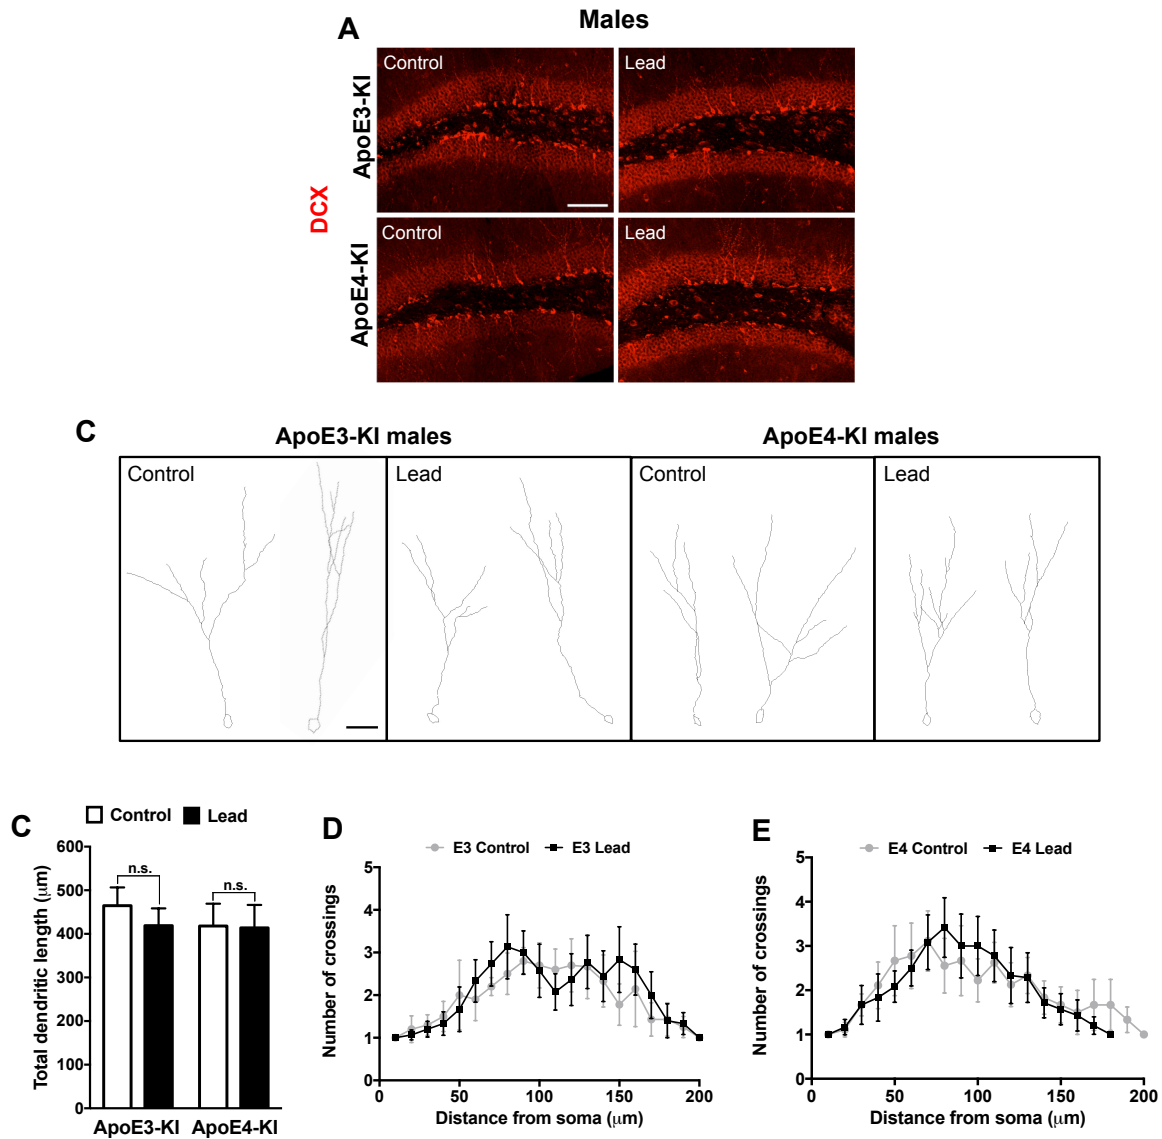 Males
A
ApoE3-KI
Control
Lead
DCX
ApoE4-KI
Control
Lead
C
ApoE3-KI males
ApoE4-KI males
Control
Lead
Control
Lead
C
Control
Lead
Total dendritic length (μm)
600
500
400
300
200
100
0
n.s.
n.s.
ApoE3-KI
ApoE4-KI
D
E3 Control
E3 Lead
Number of crossings
5
4
3
2
1
0
0
50
100
150
200
Distance from soma (μm)
E
E4 Control
E4 Lead
Number of crossings
5
4
3
2
1
0
0
50
100
150
200
Distance from soma (μm)